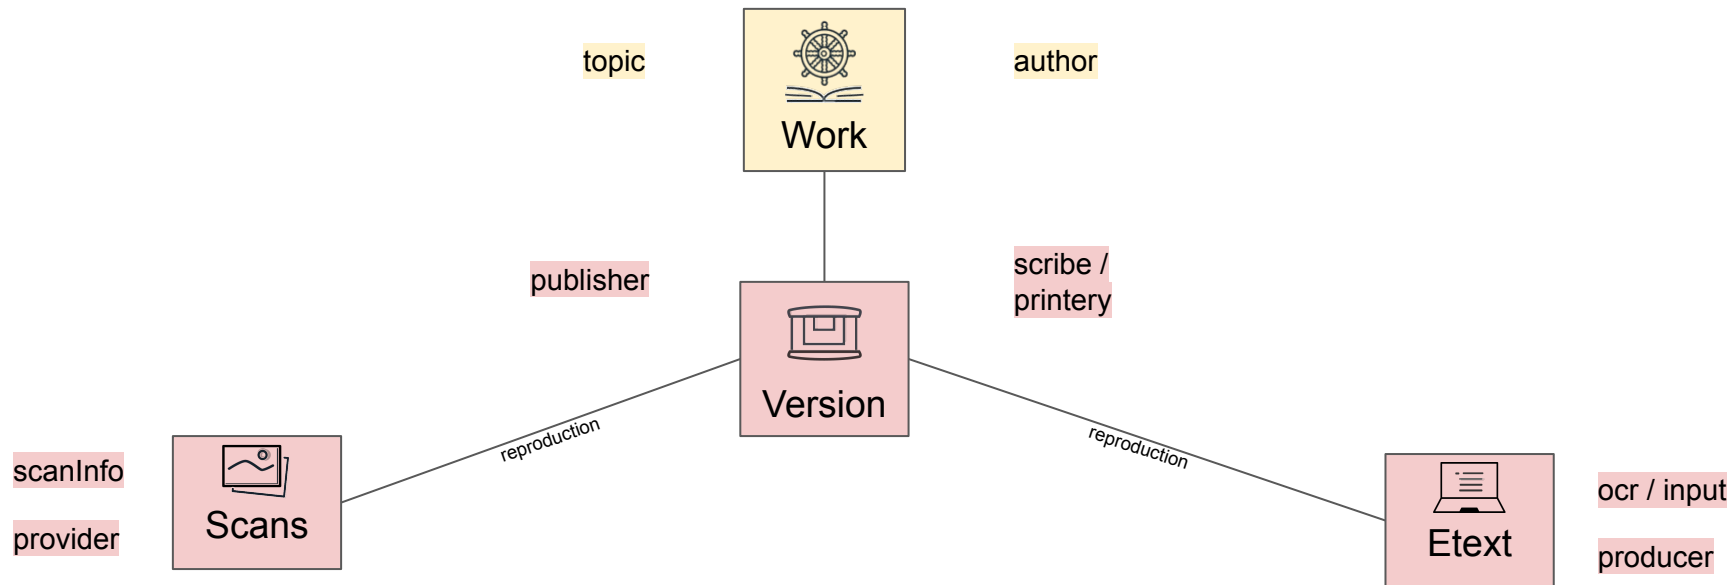 topic
author
Work
scribe /
printery
publisher
Version
reproduction
reproduction
scanInfo
provider
Scans
ocr / input
producer
Etext